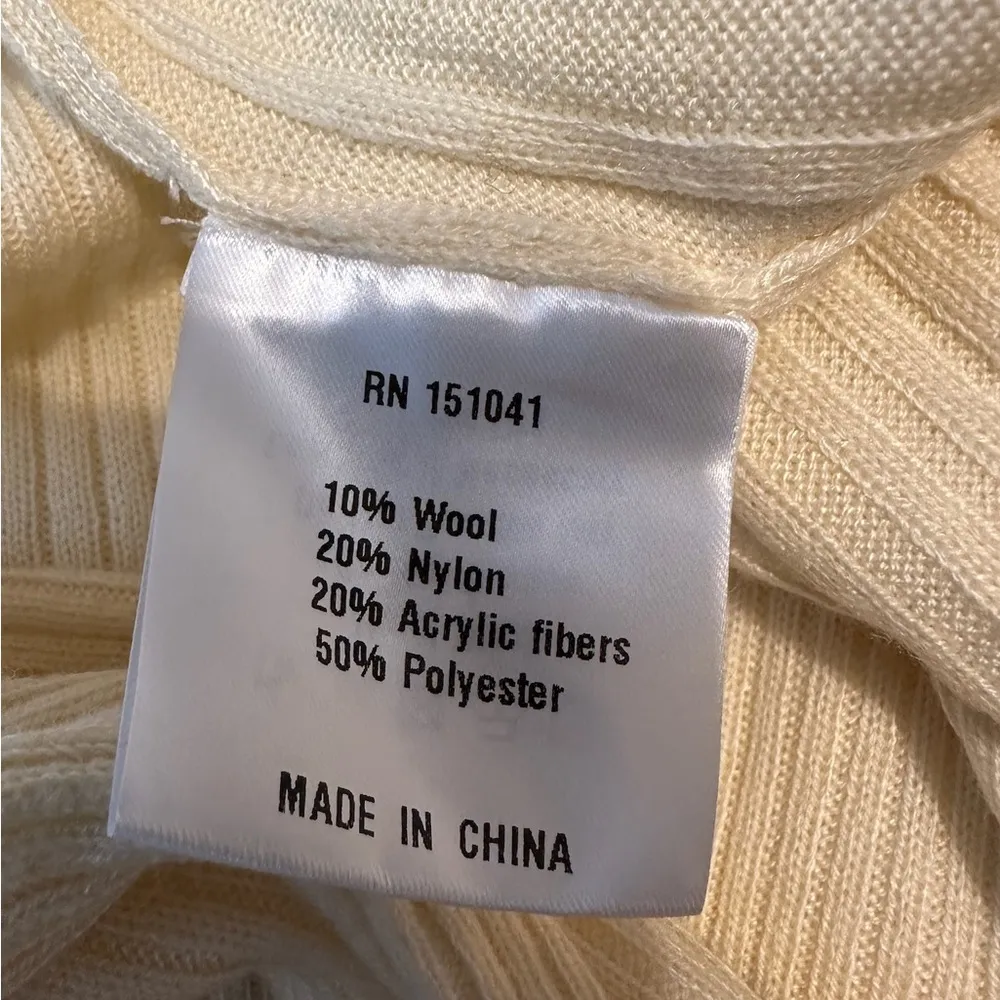 RN 151041
10% Wool
20% Nylon
20% Acrylic fibers
50% Polyester
MADE IN CHINA